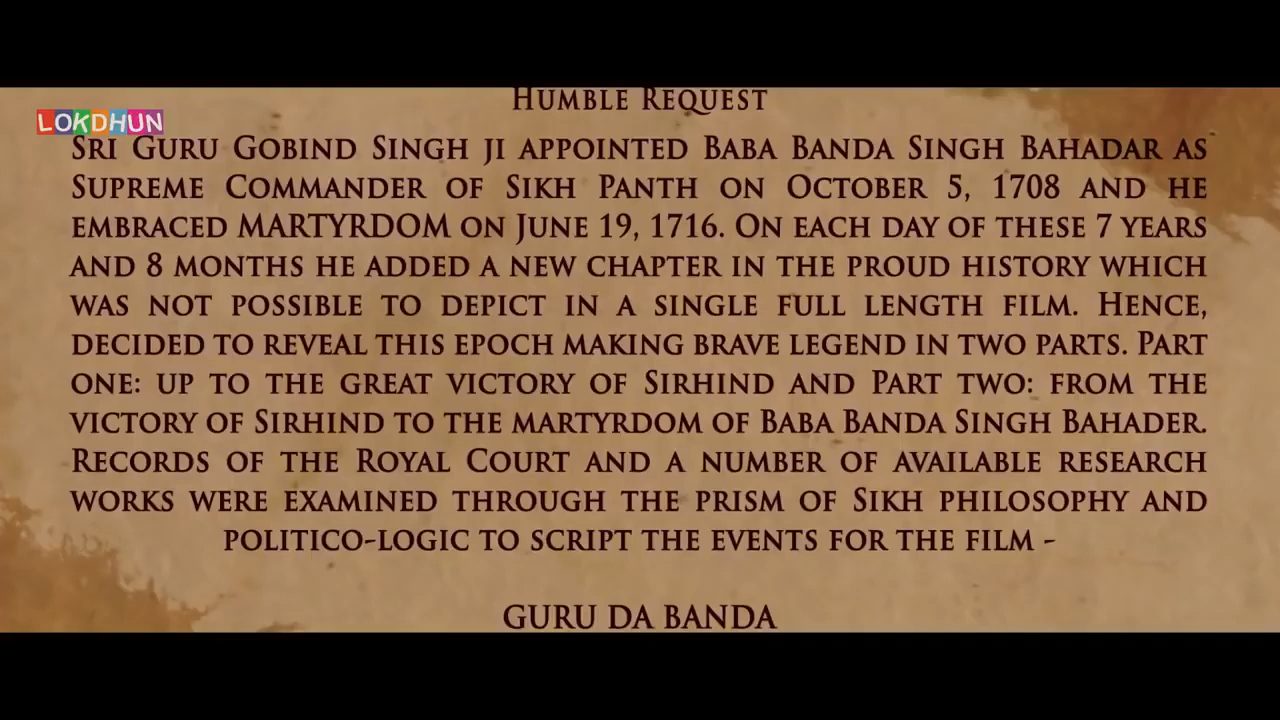 HUMBLE REQUEST
LOKDHUN
SRI GURU GOBIND SINGH JI APPOINTED BABA BANDA SINGH BAHADAR AS
SUPREME COMMANDER OF SIKH PANTH ON OCTOBER 5, 1708 AND HE
EMBRACED MARTYRDOM ON JUNE 19, 1716. ON EACH DAY OF THESE 7 YEARS
AND 8 MONTHS HE ADDED A NEW CHAPTER IN THE PROUD HISTORY WHICH
WAS NOT POSSIBLE TO DEPICT IN A SINGLE FULL LENGTH FILM. HENCE,
DECIDED TO REVEAL THIS EPOCH MAKING BRAVE LEGEND IN TWO PARTS. PART
ONE: UP TO THE GREAT VICTORY OF SIRHIND AND PART TWO: FROM THE
VICTORY OF SIRHIND TO THE MARTYRDOM OF BABA BANDA SINGH BAHADER.
RECORDS OF THE ROYAL COURT AND A NUMBER OF AVAILABLE RESEARCH
WORKS WERE EXAMINED THROUGH THE PRISM OF SIKH PHILOSOPHY AND
POLITICO-LOGIC TO SCRIPT THE EVENTS FOR THE FILM -
GURU DA BANDA